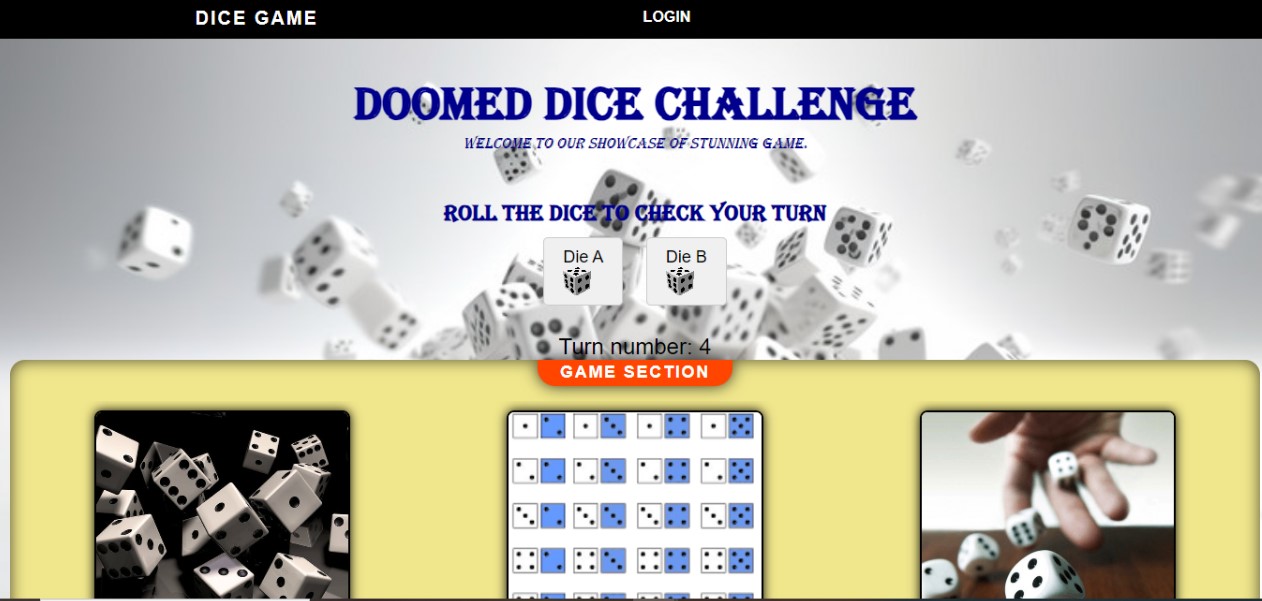 DICE GAME
LOGIN
DOOMED DICE CHALLENGE
WELCOME TO OUR SHOWCASE OF STUNNING GAME.
ROLL THE DICE TO CHECK YOUR TURN
Die A
Die B
Turn number: 4
GAME SECTION